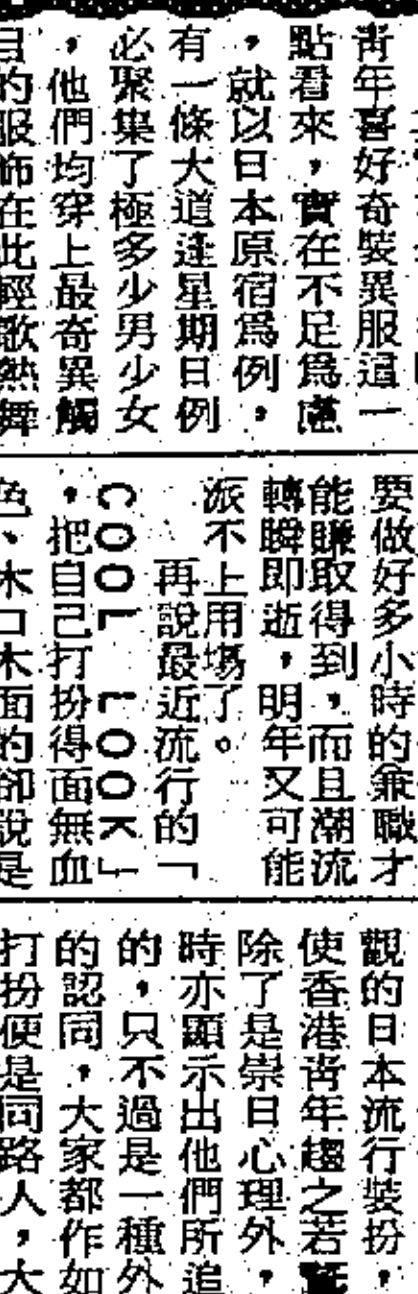 青年喜好奇裝異服這一
點看來，實在不足爲慮
，就以日本原宿爲例，
有一條大道逢星期日例
必聚集了極多少男少女
，他們均穿上最奇異觸
目的服飾在此輕歌熱舞
要做好多小時的兼職才
能賺取得到，而且潮流
轉瞬即逝，明年又可能
派不上用場了。
再說最近流行的「
COOL LOOK」
，把自己打扮得面無血
色、木口木面的卻說是
觀的日本流行裝扮，
使香港青年趨之若鶩
除了是崇日心理外，
時亦顯示出他們所追
的，只不過是一種外
的認同，大家都作如
打扮便是同路人，大